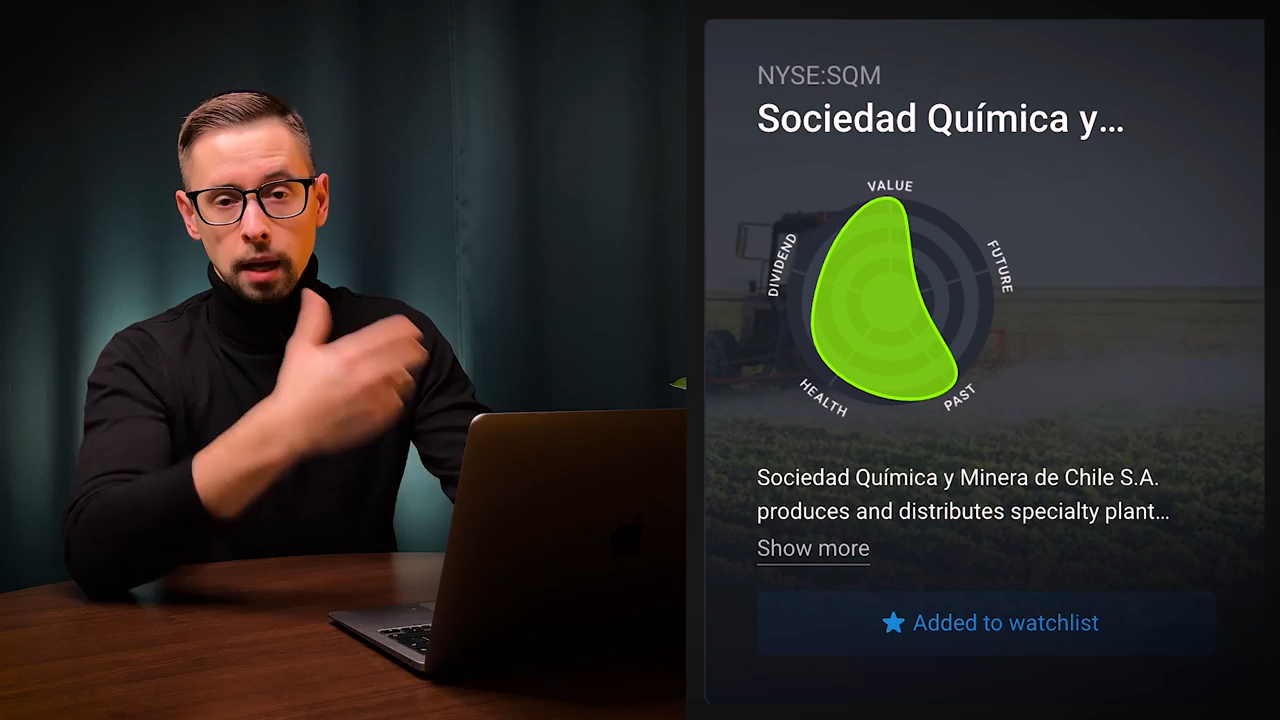 NYSE:SQM
Sociedad Química y...
VALUE
FUTURE
PAST
HEALTH
DIVIDEND
Sociedad Química y Minera de Chile S.A.
produces and distributes specialty plant...
Show more
Added to watchlist